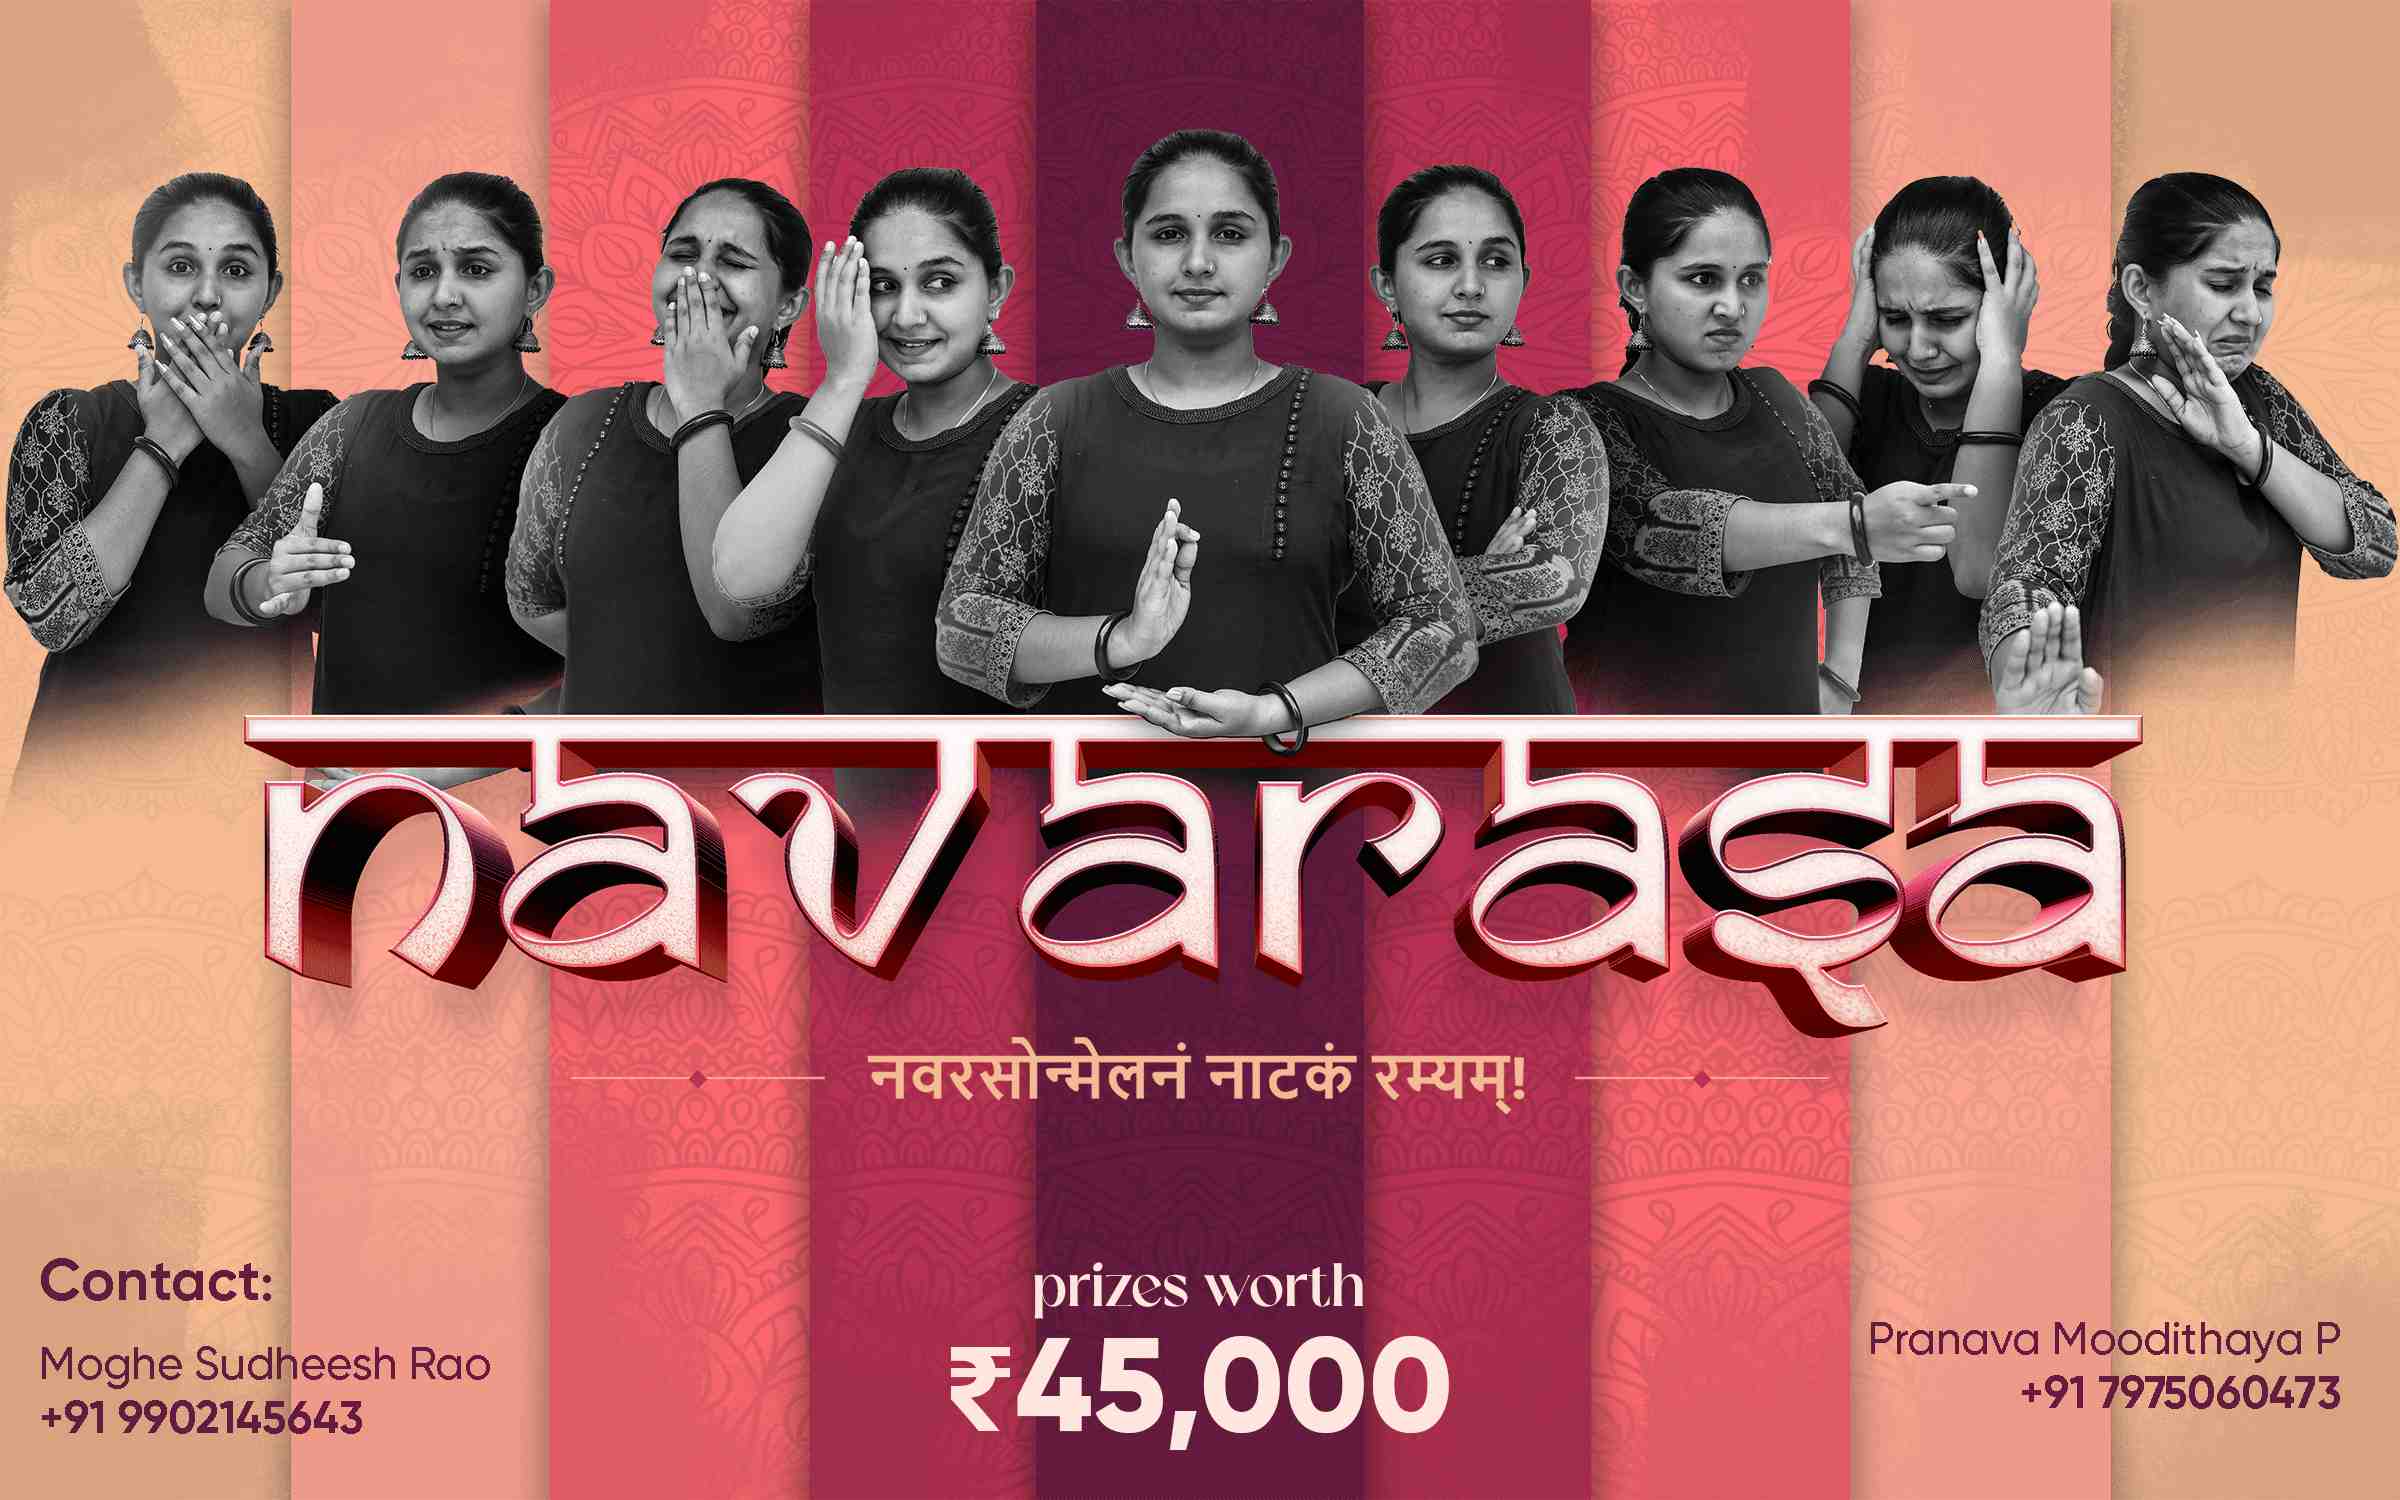 navarasa
नवरसोन्मेलनं नाटकं रम्यम्!
Contact:
Moghe Sudheesh Rao
+91 9902145643
prizes worth
₹45,000
Pranava Moodithaya P
+91 7975060473